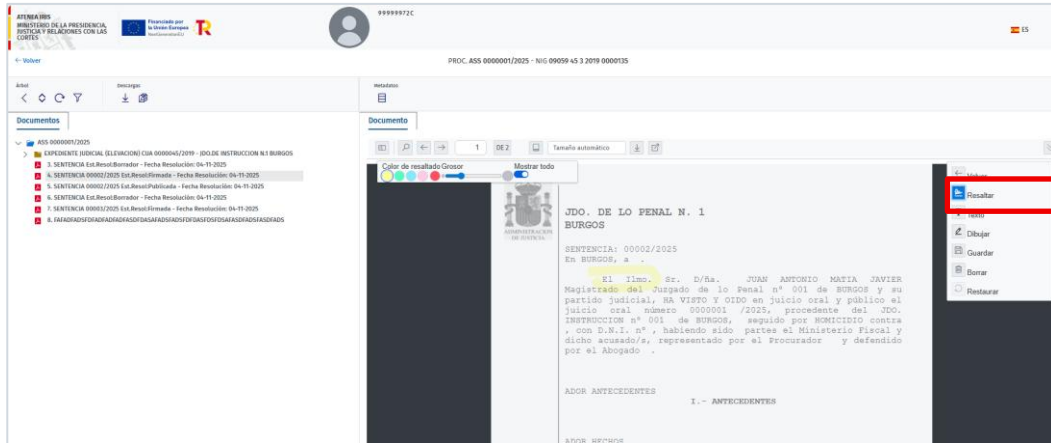 ATENEA JBIS
MINISTERIO DE LA PRESIDENCIA,
JUSTICIA Y RELACIONES CON LAS
CORTES
Financiado por
la Unión Europea
NextGenerationEU
99999972C
ES
← Volver
PROC. ASS 0000001/2025 - NIG 09059 45 3 2019 0000135
Árbol
Descargas
Metadatos
Documentos
Documento
ASS 0000001/2025
EXPEDIENTE JUDICIAL (ELEVACION) CUA 0000045/2019 - JDO.DE INSTRUCCION N.1 BURGOS
3. SENTENCIA Est.Resol:Borrador - Fecha Resolución: 04-11-2025
4. SENTENCIA 00002/2025 Est.Resol:Firmada - Fecha Resolución: 04-11-2025
5. SENTENCIA 00002/2025 Est.Resol:Publicada - Fecha Resolución: 04-11-2025
6. SENTENCIA Est.Resol:Borrador - Fecha Resolución: 04-11-2025
7. SENTENCIA 00003/2025 Est.Resol:Firmada - Fecha Resolución: 04-11-2025
1 DE 2
Tamaño automático
Color de resaltado Grosor
Mostrar todo
Volver
Resaltar
Texto
Dibujar
Guardar
Borrar
Restaurar
ADMINISTRACION
DE JUSTICIA
JDO. DE LO PENAL N. 1
BURGOS
SENTENCIA: 00002/2025
En BURGOS, a .
El Ilmo. Sr. D/ña. JUAN ANTONIO MATIA JAVIER
Magistrado del Juzgado de lo Penal nº 001 de BURGOS y su
partido judicial, HA VISTO Y OIDO en juicio oral y público el
juicio oral número 0000001 /2025, procedente del JDO.
INSTRUCCION nº 001 de BURGOS, seguido por HOMICIDIO contra
, con D.N.I. nº , habiendo sido partes el Ministerio Fiscal y
dicho acusado/s, representado por el Procurador y defendido
por el Abogado .
ADOR ANTECEDENTES
I.- ANTECEDENTES
ADOR HECHOS